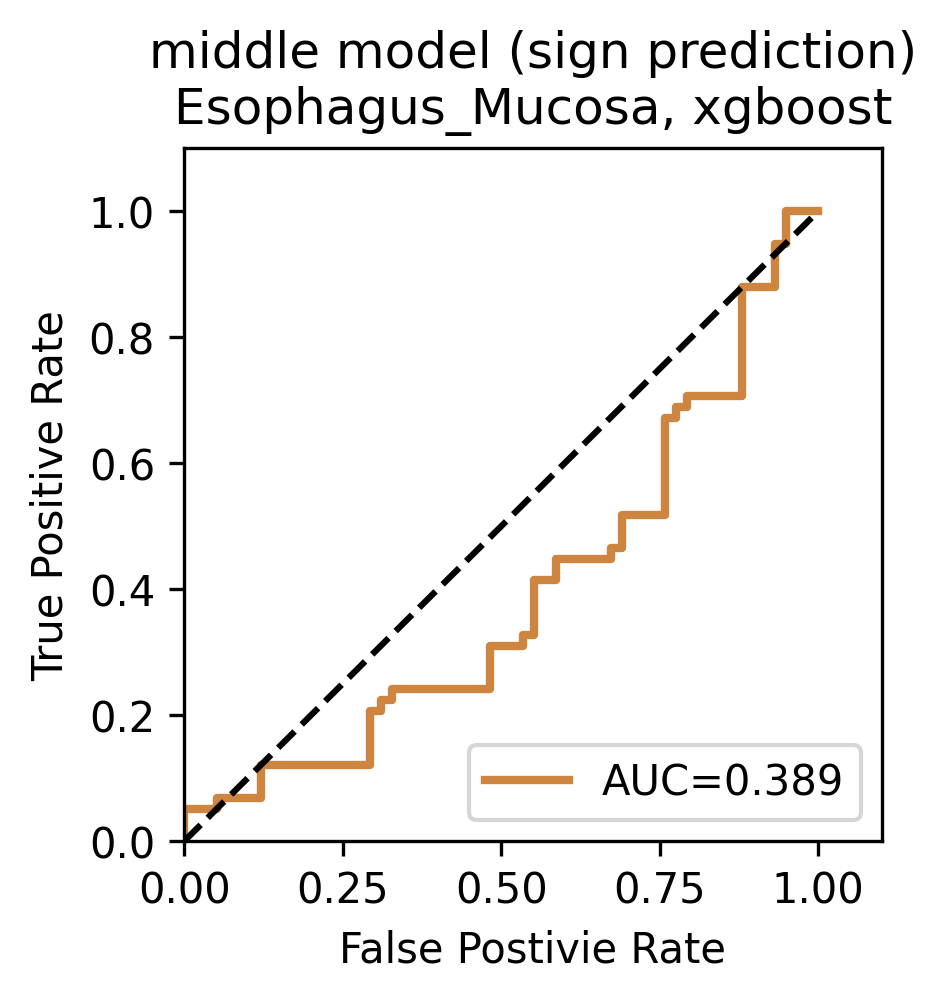 middle model (sign prediction)
Esophagus_Mucosa, xgboost
True Positive Rate
1.0
0.8
0.6
0.4
0.2
0.0
AUC=0.389
0.00 0.25 0.50 0.75 1.00
False Postivie Rate